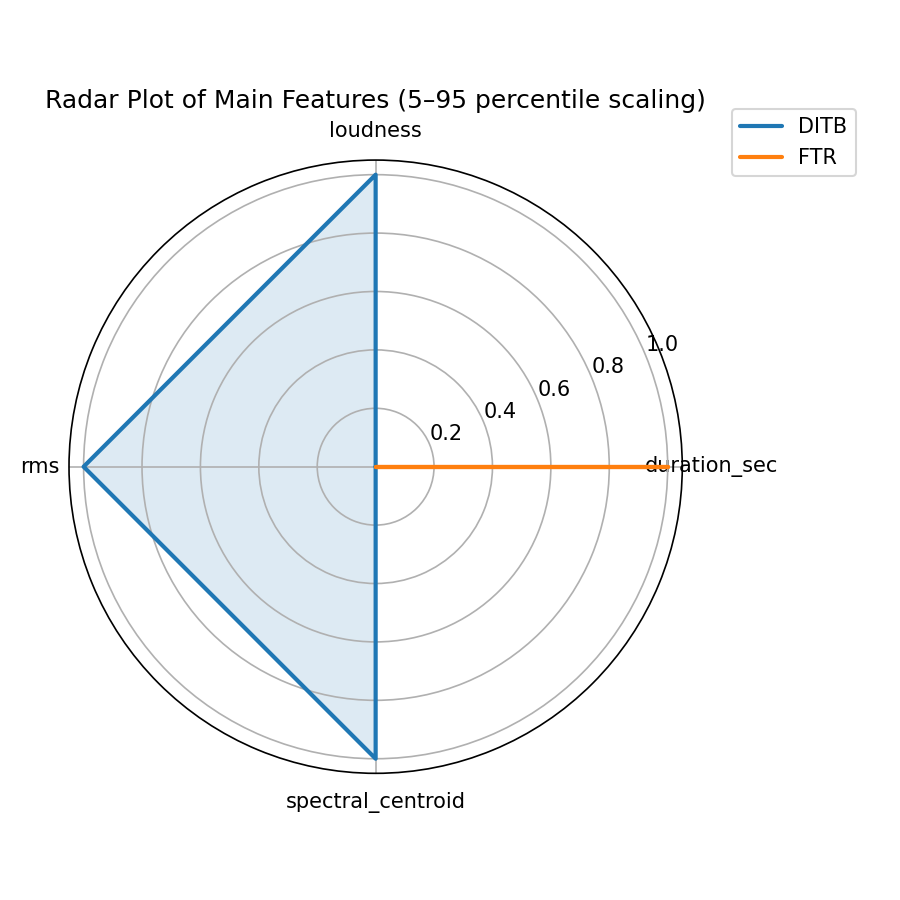 Radar Plot of Main Features (5–95 percentile scaling)
DITB
FTR
loudness
1.0
0.8
0.6
0.4
0.2
rms
duration_sec
spectral_centroid